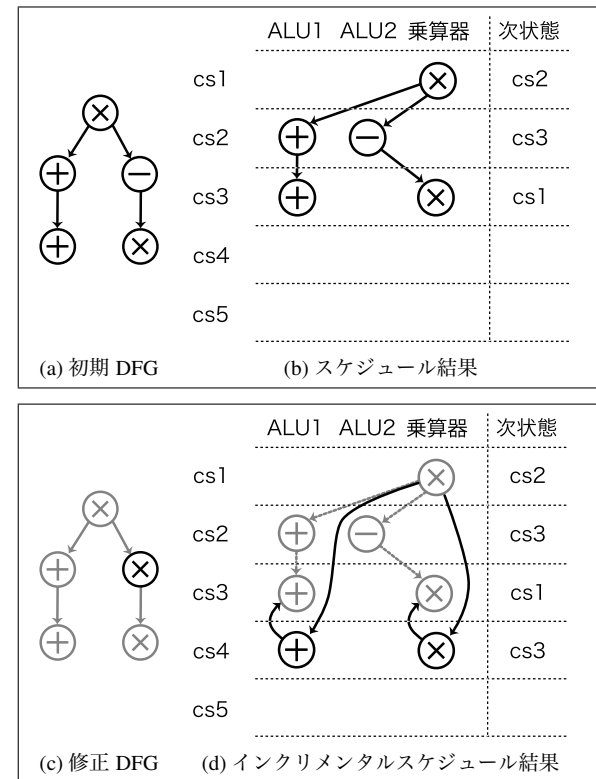 ALU1 ALU2 乗算器 次状態
cs1 cs2
cs2 cs3
cs3 cs1
cs4
cs5
(a) 初期 DFG (b) スケジュール結果
ALU1 ALU2 乗算器 次状態
cs1 cs2
cs2 cs3
cs3 cs1
cs4 cs3
cs5
(c) 修正 DFG (d) インクリメンタルスケジュール結果